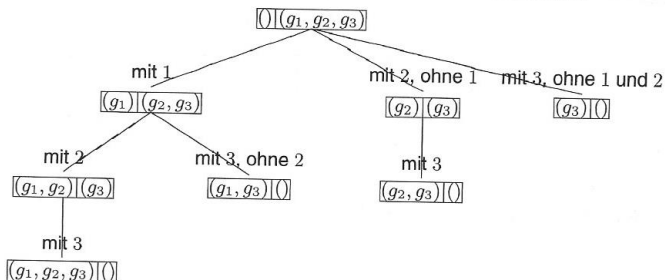 ()|(g₁, g₂, g₃)
mit 1
mit 2, ohne 1
mit 3, ohne 1 und 2
(g₁)|(g₂, g₃)
(g₂)|(g₃)
(g₃)|()
mit 2
mit 3, ohne 2
mit 3
(g₁, g₂)|(g₃)
(g₁, g₃)|()
(g₂, g₃)|()
mit 3
(g₁, g₂, g₃)|()